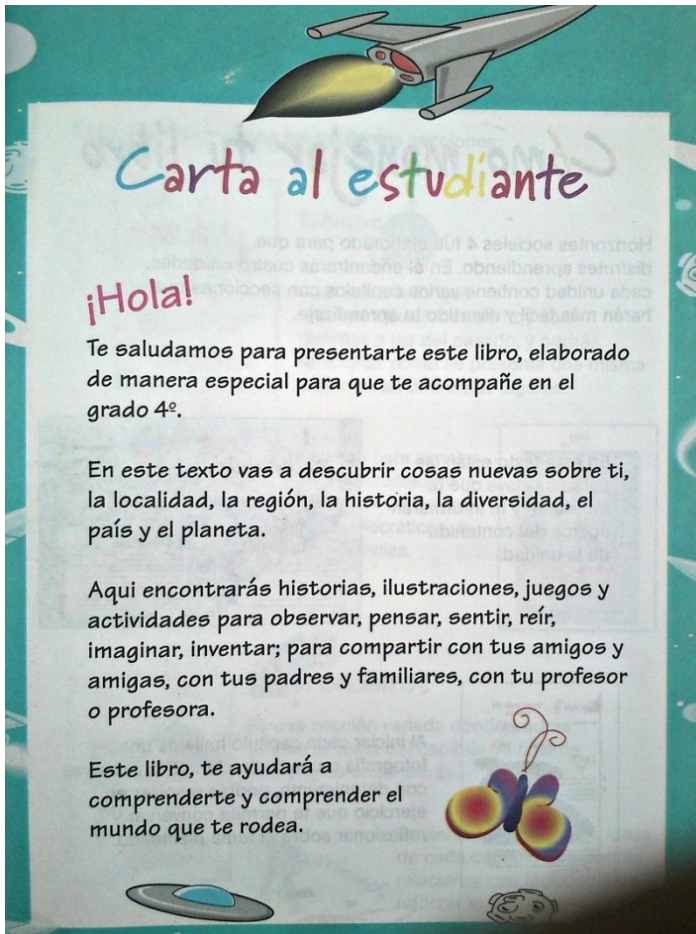 Carta al estudiante
¡Hola!
Te saludamos para presentarte este libro, elaborado
de manera especial para que te acompañe en el
grado 4º.
En este texto vas a descubrir cosas nuevas sobre ti,
la localidad, la región, la historia, la diversidad, el
país y el planeta.
Aqui encontrarás historias, ilustraciones, juegos y
actividades para observar, pensar, sentir, reír,
imaginar, inventar; para compartir con tus amigos y
amigas, con tus padres y familiares, con tu profesor
o profesora.
Este libro, te ayudará a
comprenderte y comprender el
mundo que te rodea.